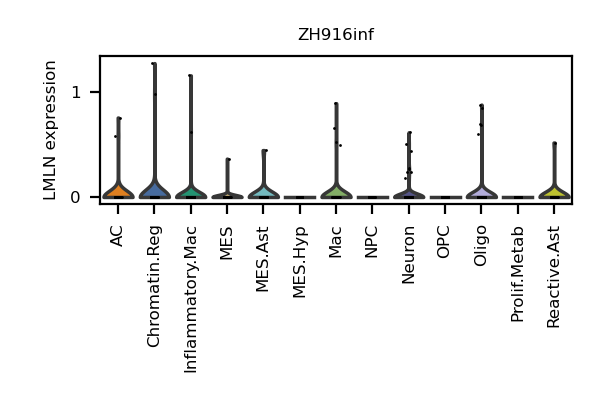 ZH916inf
LMLN expression
1
0
AC
Chromatin.Reg
Inflammatory.Mac
MES
MES.Ast
MES.Hyp
Mac
NPC
Neuron
OPC
Oligo
Prolif.Metab
Reactive.Ast